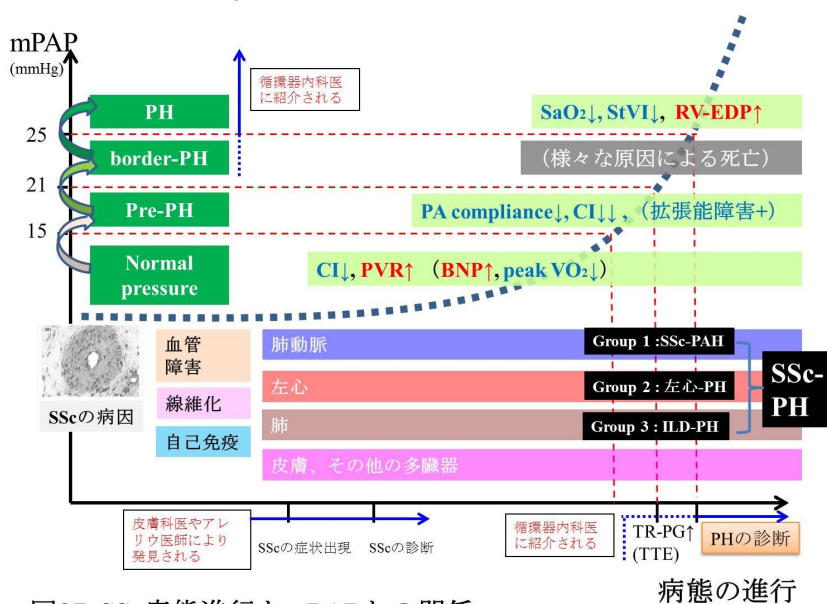 mPAP
(mmHg)
循環器内科医
に紹介される
PH
SaO₂↓, StVI↓, RV-EDP↑
25
border-PH
(様々な原因による死亡)
21
Pre-PH
PA compliance↓, CI↓↓ ,（拡張能障害+）
15
Normal
pressure
CI↓, PVR↑（BNP↑, peak VO₂↓）
血管
障害
肺動脈
Group 1 :SSc-PAH
SSc-
PH
左心
Group 2 : 左心-PH
SScの病因
線維化
肺
Group 3 : ILD-PH
自己免疫
皮膚、その他の多臓器
皮膚科医やアレ
リウ医師により
発見される
SScの症状出現
SScの診断
循環器内科医
に紹介される
TR-PG↑
(TTE)
PHの診断
病態の進行